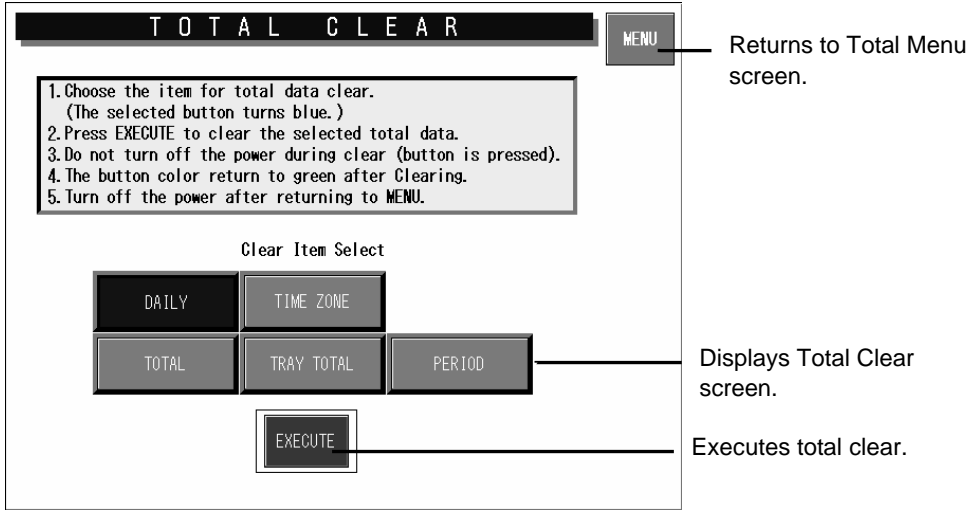 TOTAL CLEAR
MENU
Returns to Total Menu
screen.
1.Choose the item for total data clear.
(The selected button turns blue.)
2.Press EXECUTE to clear the selected total data.
3.Do not turn off the power during clear (button is pressed).
4.The button color return to green after Clearing.
5.Turn off the power after returning to MENU.
Clear Item Select
DAILY TIME ZONE
TOTAL TRAY TOTAL PERIOD
Displays Total Clear
screen.
EXECUTE
Executes total clear.